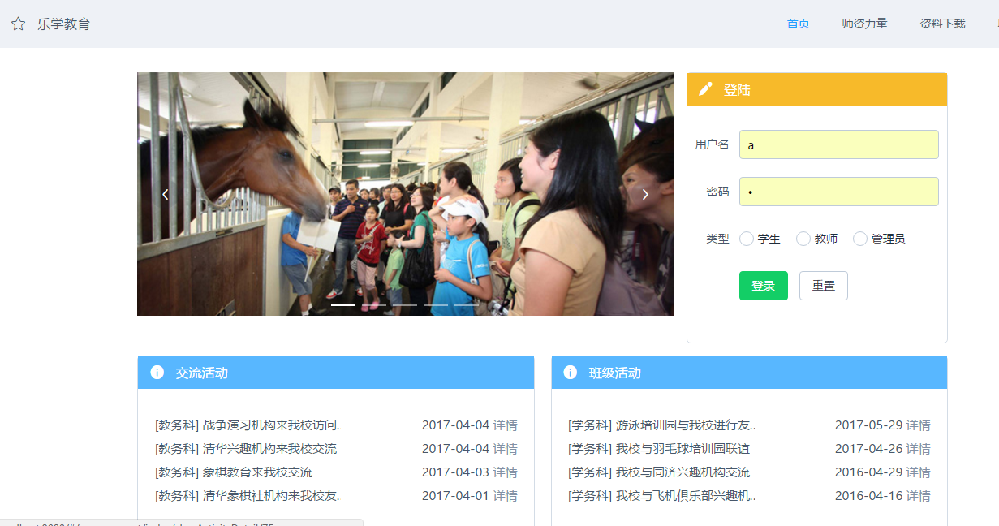 乐学教育
首页 师资力量 资料下载
登陆
用户名 a
密码 •
类型 学生 教师 管理员
登录 重置
交流活动
[教务科] 战争演习机构来我校访问. 2017-04-04 详情
[教务科] 清华兴趣机构来我校交流 2017-04-04 详情
[教务科] 象棋教育来我校交流 2017-04-03 详情
[教务科] 清华象棋社机构来我校友. 2017-04-01 详情
班级活动
[学务科] 游泳培训园与我校进行友.. 2017-05-29 详情
[学务科] 我校与羽毛球培训园联谊 2017-04-26 详情
[学务科] 我校与同济兴趣机构交流 2016-04-29 详情
[学务科] 我校与飞机俱乐部兴趣机.. 2016-04-16 详情